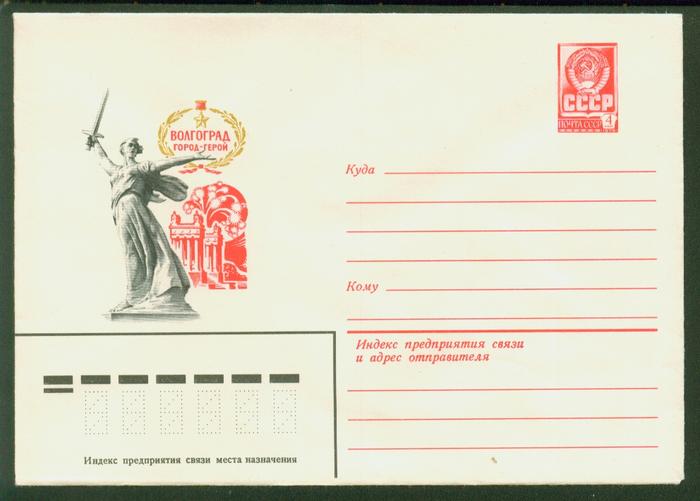 ВОЛГОГРАД
ГОРОД-ГЕРОЙ
СССР
ПОЧТА СССР
Куда
Кому
Индекс предприятия связи
и адрес отправителя
Индекс предприятия связи места назначения